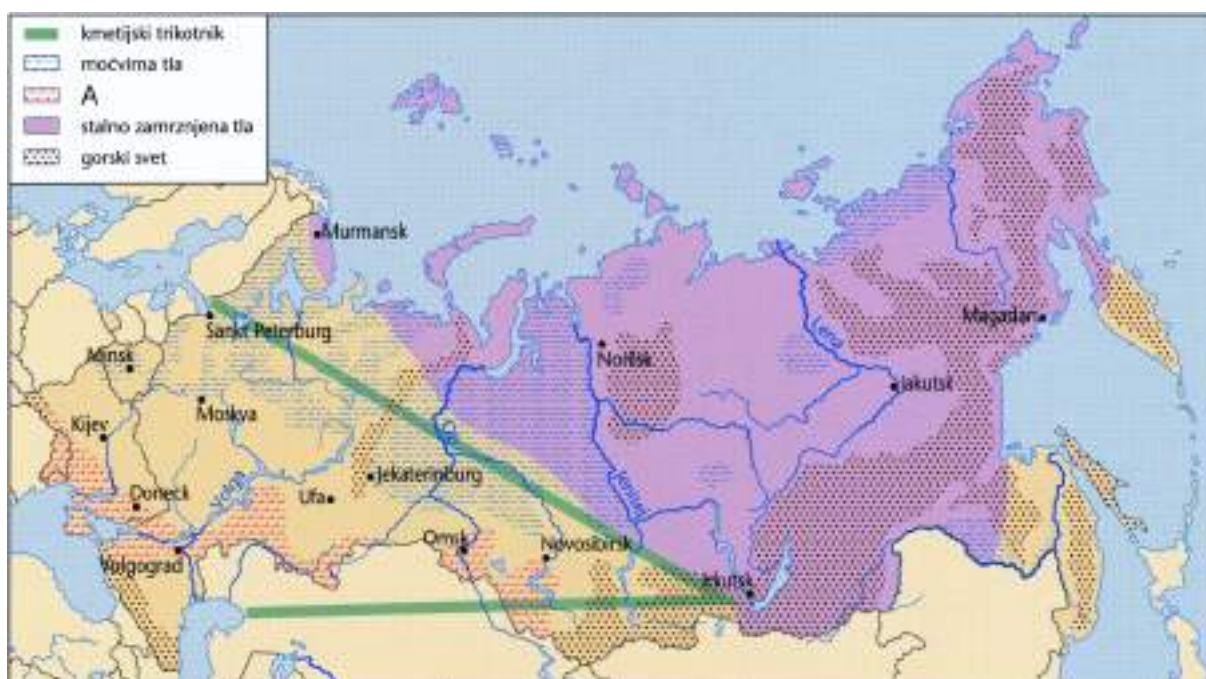 kmetijski trikotnik
močvirna tla
A
stalno zamrznjena tla
gorski svet
Murmansk
Sankt Peterburg
Minsk
Moskva
Kijev
Jekaterinburg
Ufa
Doneck
Volga
Volgograd
Omsk
Novosibirsk
Irkutsk
Norilsk
Jenisej
Lena
Jakutsk
Magadan